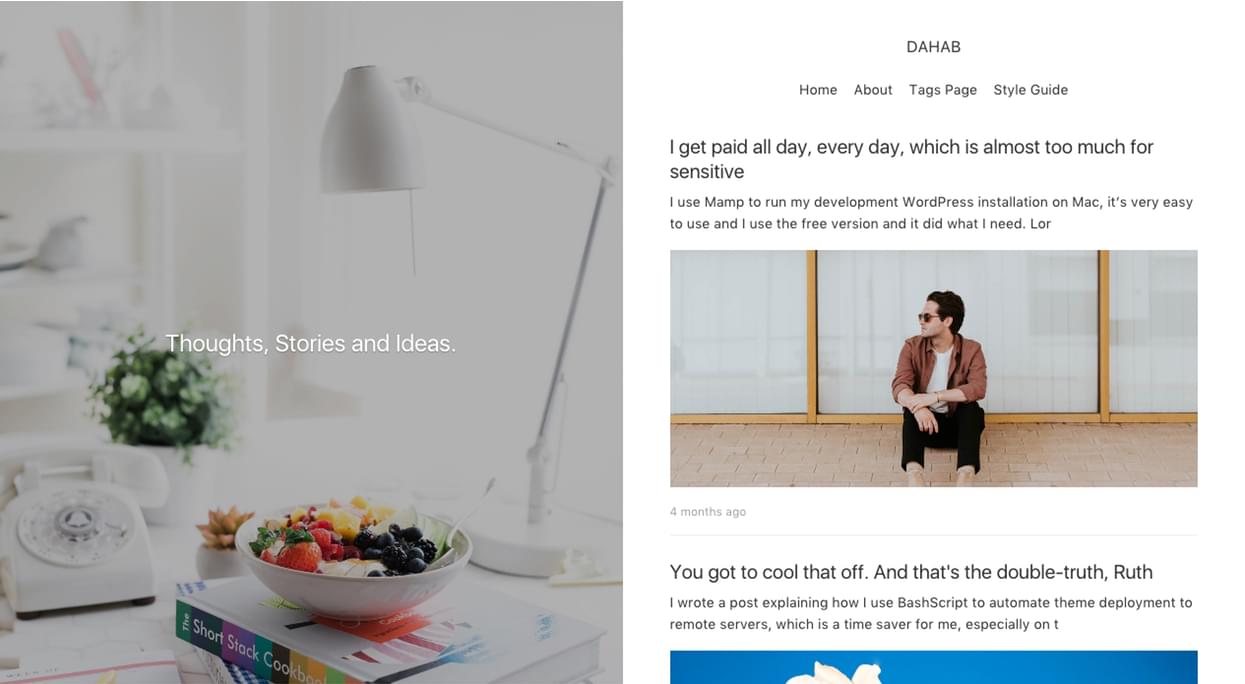 Thoughts, Stories and Ideas.
The Short Stack Cookbook
DAHAB
Home About Tags Page Style Guide
I get paid all day, every day, which is almost too much for
sensitive
I use Mamp to run my development WordPress installation on Mac, it’s very easy
to use and I use the free version and it did what I need. Lor
4 months ago
You got to cool that off. And that's the double-truth, Ruth
I wrote a post explaining how I use BashScript to automate theme deployment to
remote servers, which is a time saver for me, especially on t